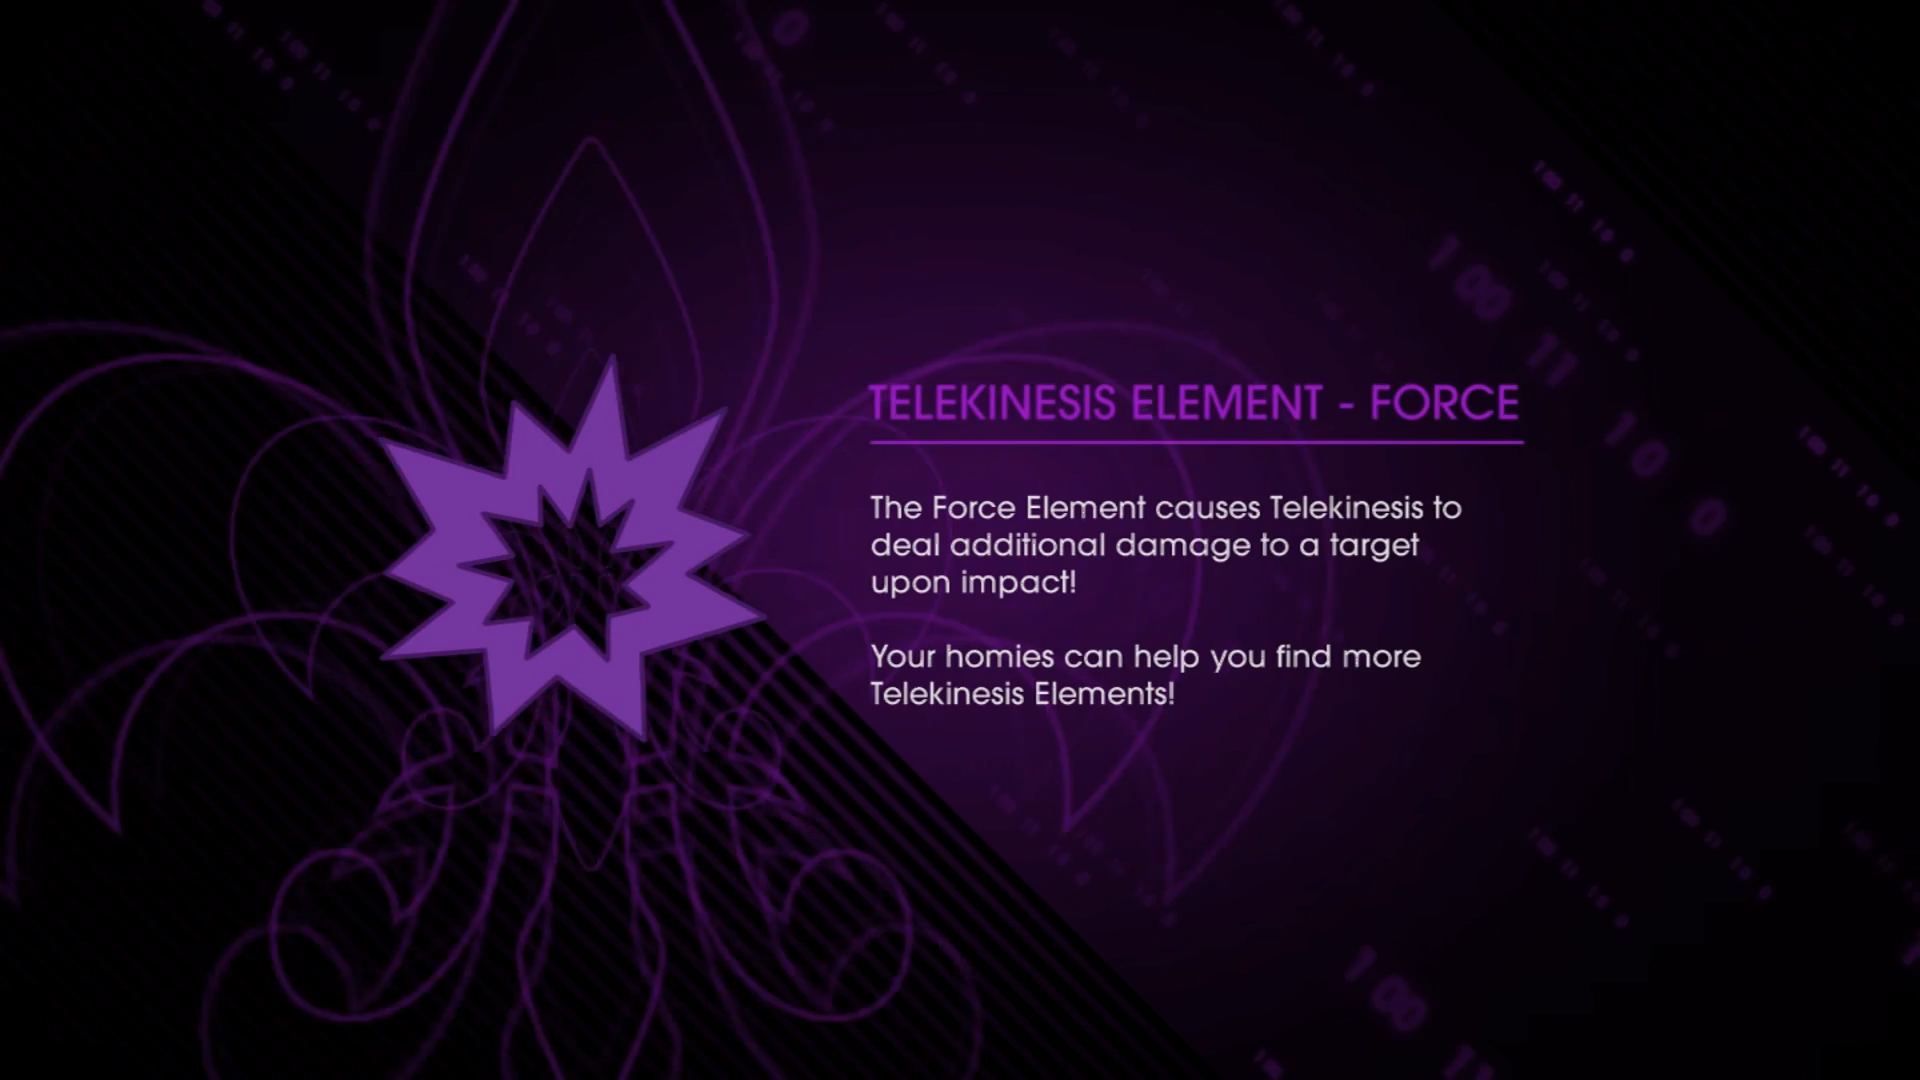 TELEKINESIS ELEMENT - FORCE
The Force Element causes Telekinesis to
deal additional damage to a target
upon impact!
Your homies can help you find more
Telekinesis Elements!